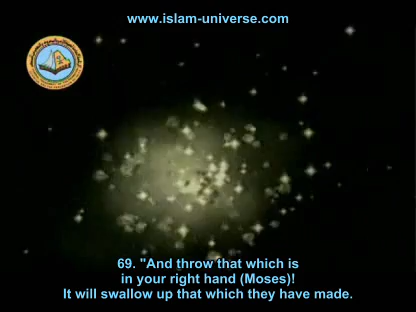 www.islam-universe.com
69. "And throw that which is
in your right hand (Moses)!
It will swallow up that which they have made.